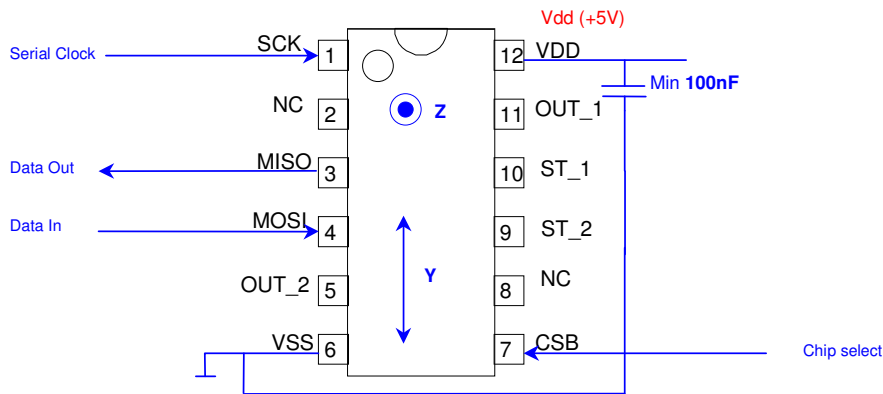 Vdd (+5V)
Serial Clock SCK 1 12 VDD
Min 100nF
NC 2 Z 11 OUT_1
Data Out MISO 3 10 ST_1
Data In MOSI 4 9 ST_2
OUT_2 5 Y 8 NC
VSS 6 7 CSB Chip select